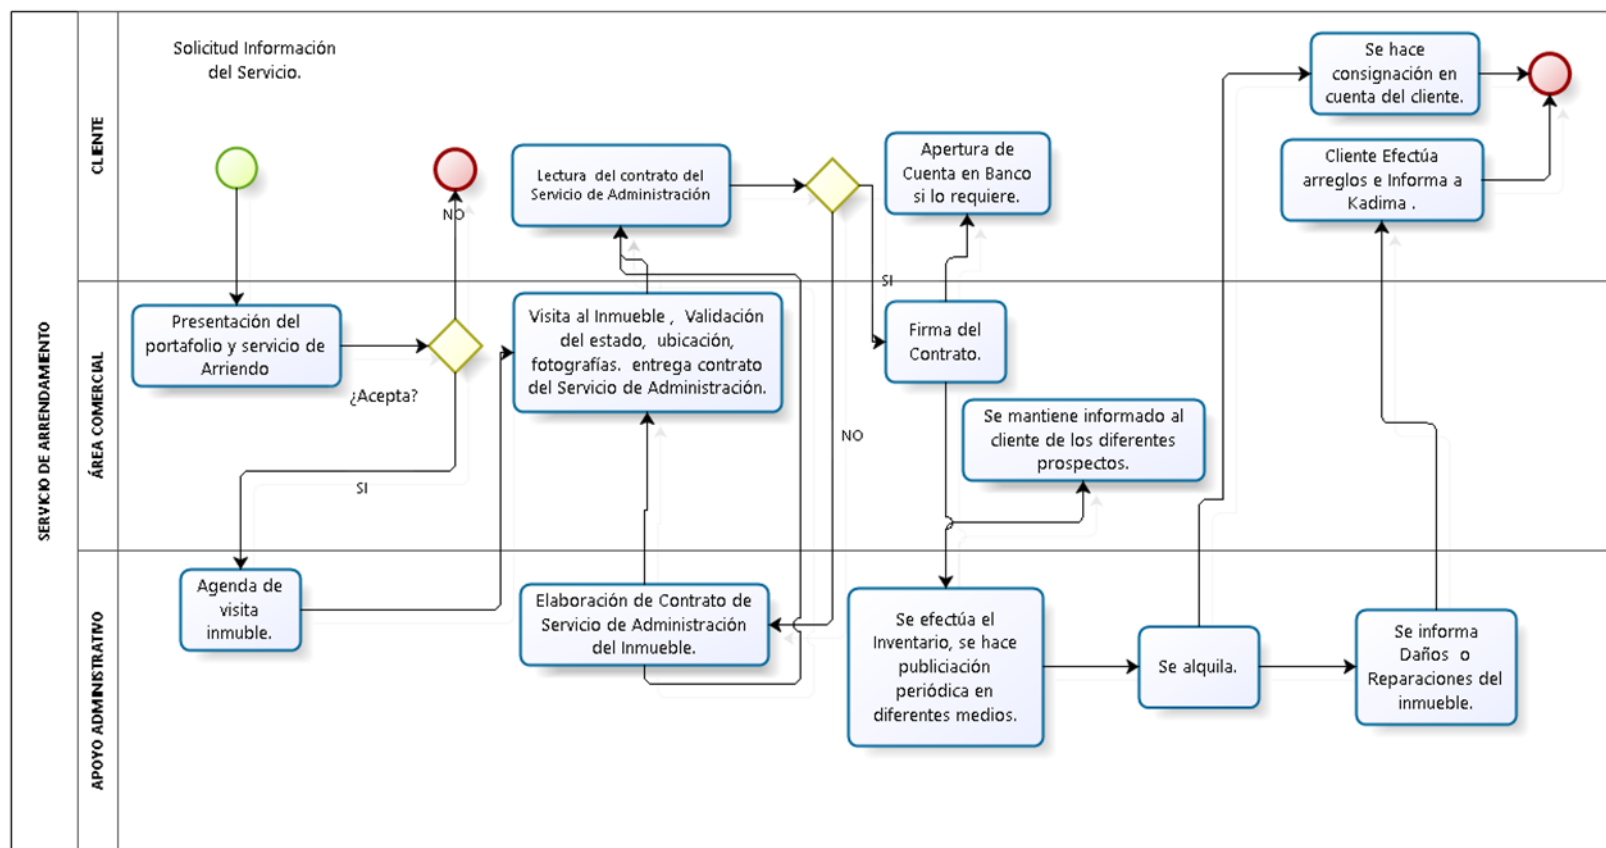 SERVICIO DE ARRENDAMIENTO
CLIENTE
Solicitud Información
del Servicio.
NO
Lectura del contrato del
Servicio de Administración
Apertura de
Cuenta en Banco
si lo requiere.
Se hace
consignación en
cuenta del cliente.
Cliente Efectúa
arreglos e Informa a
Kadima .
SI
ÁREA COMERCIAL
Presentación del
portafolio y servicio de
Arriendo
¿Acepta?
SI
Visita al Inmueble , Validación
del estado, ubicación,
fotografías. entrega contrato
del Servicio de Administración.
NO
Firma del
Contrato.
Se mantiene informado al
cliente de los diferentes
prospectos.
APOYO ADMINISTRATIVO
Agenda de
visita
inmuble.
Elaboración de Contrato de
Servicio de Administración
del Inmueble.
Se efectúa el
Inventario, se hace
publiciación
periódica en
diferentes medios.
Se alquila.
Se informa
Daños o
Reparaciones del
inmueble.